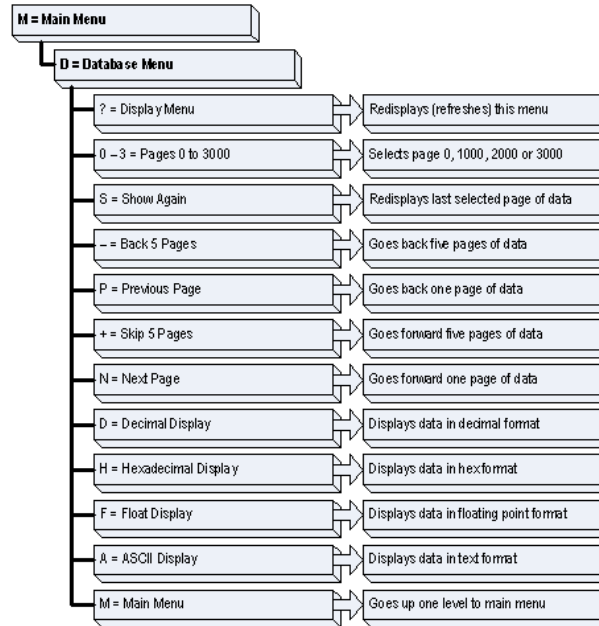 M = Main Menu
D = Database Menu
? = Display Menu
Redisplays (refreshes) this menu
0 – 3 = Pages 0 to 3000
Selects page 0, 1000, 2000 or 3000
S = Show Again
Redisplays last selected page of data
– = Back 5 Pages
Goes back five pages of data
P = Previous Page
Goes back one page of data
+ = Skip 5 Pages
Goes forward five pages of data
N = Next Page
Goes forward one page of data
D = Decimal Display
Displays data in decimal format
H = Hexadecimal Display
Displays data in hex format
F = Float Display
Displays data in floating point format
A = ASCII Display
Displays data in text format
M = Main Menu
Goes up one level to main menu